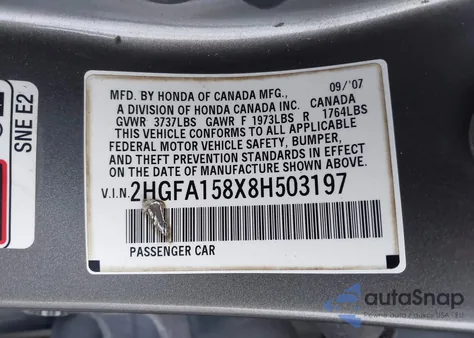 MFD. BY HONDA OF CANADA MFG., 09/'07
A DIVISION OF HONDA CANADA INC. CANADA
GVWR 3737LBS GAWR F 1973LBS R 1764LBS
THIS VEHICLE CONFORMS TO ALL APPLICABLE
FEDERAL MOTOR VEHICLE SAFETY, BUMPER,
AND THEFT PREVENTION STANDARDS IN EFFECT
ON THE DATE OF MANUFACTURE SHOWN ABOVE.
V.I.N. 2HGFA158X8H503197
PASSENGER CAR
SNE E2
autoSnap